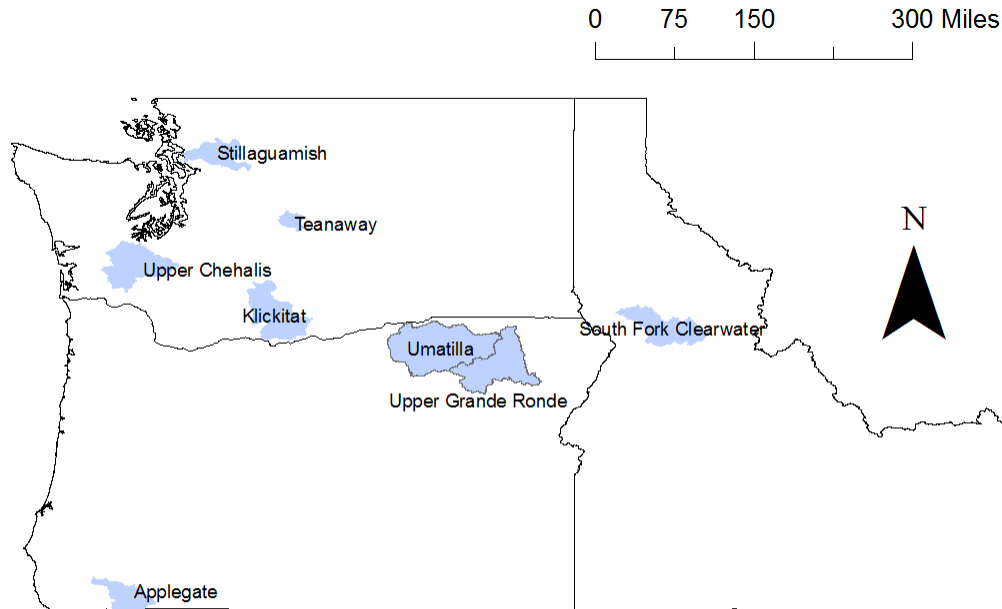 0 75 150 300 Miles
Stillaguamish
Teanaway
N
Upper Chehalis
Klickitat
South Fork Clearwater
Umatilla
Upper Grande Ronde
Applegate